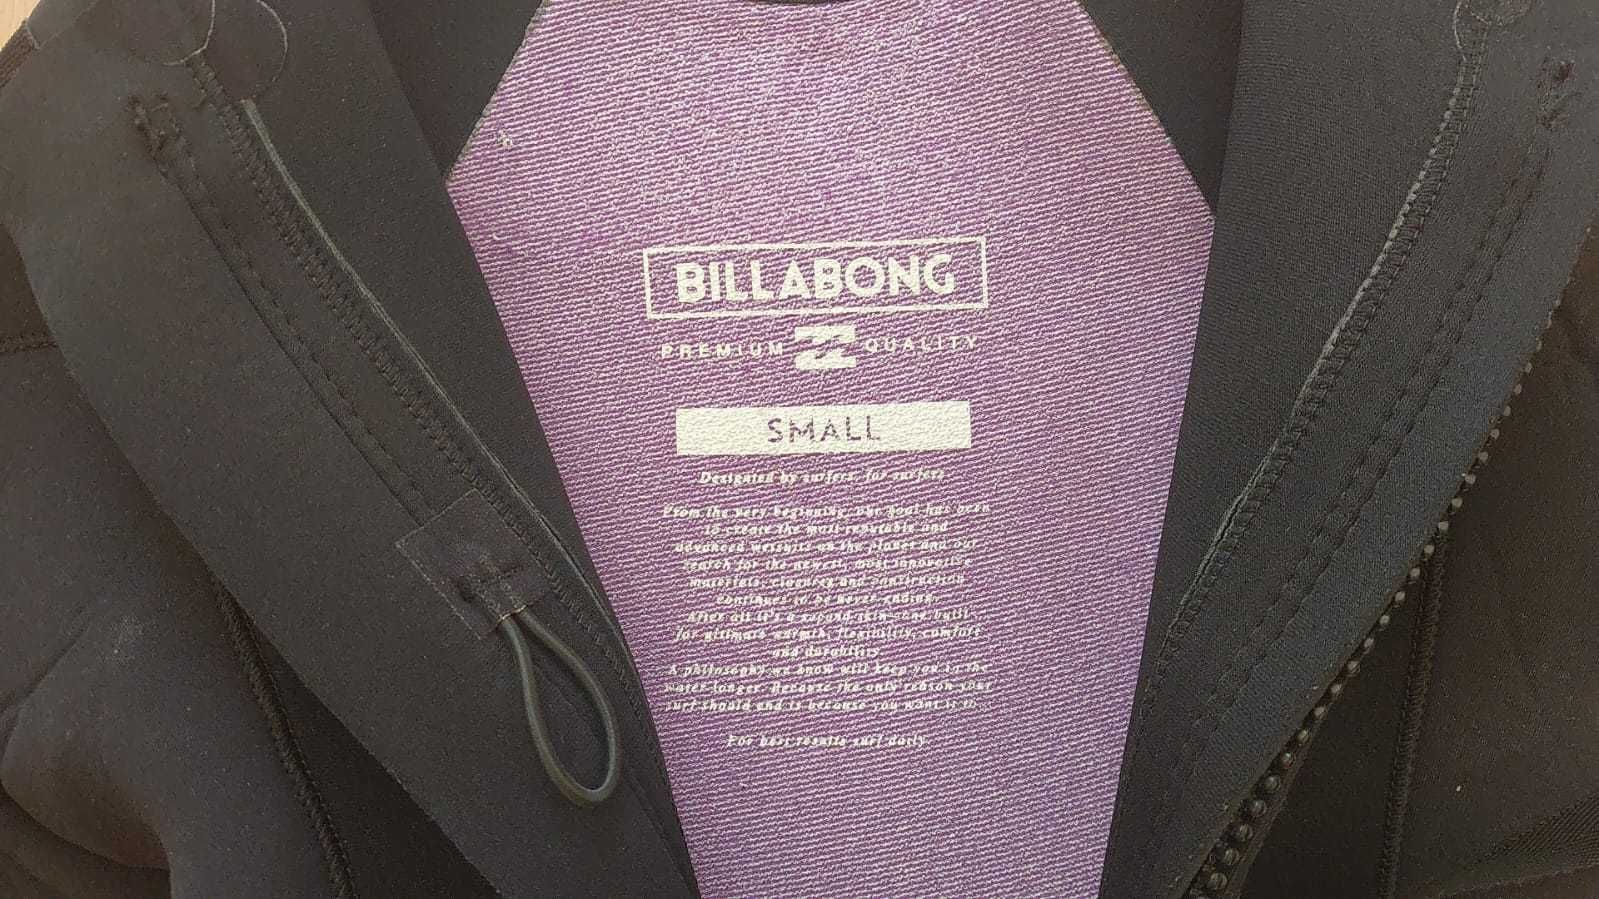 BILLABONG
PREMIUM QUALITY
SMALL
Designed by surfers, for surfers
From the very beginning, our goal has been
to create the most reputable and
advanced wetsuits on the planet and our
search for the newest, most innovative
materials, closures and construction
continues to be never ending.
After all it's a second skin - one built
for ultimate warmth, flexibility, comfort
and durability
A philosophy we know will keep you in the
water longer. Because the only reason your
surf should end is because you want it to.
For best results surf daily